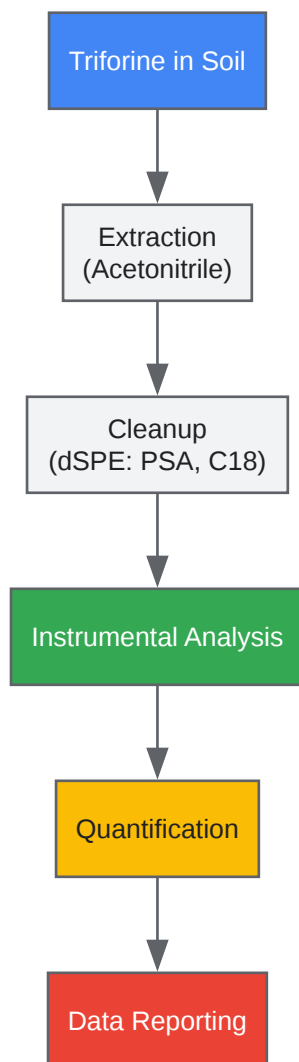 Triforine in Soil
Extraction
(Acetonitrile)
Cleanup
(dSPE: PSA, C18)
Instrumental Analysis
Quantification
Data Reporting